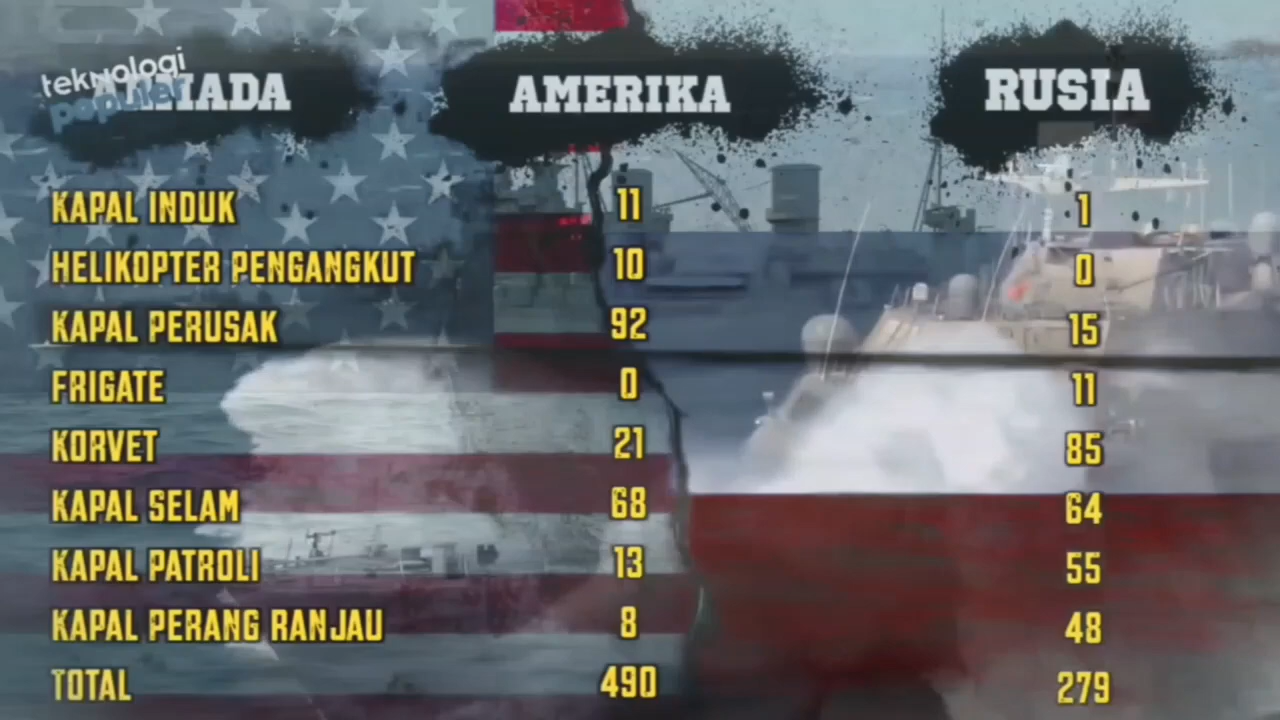 teknologi
populer
ARMADA AMERIKA RUSIA
KAPAL INDUK 11 1
HELIKOPTER PENGANGKUT 10 0
KAPAL PERUSAK 92 15
FRIGATE 0 11
KORVET 21 85
KAPAL SELAM 68 64
KAPAL PATROLI 13 55
KAPAL PERANG RANJAU 8 48
TOTAL 490 279